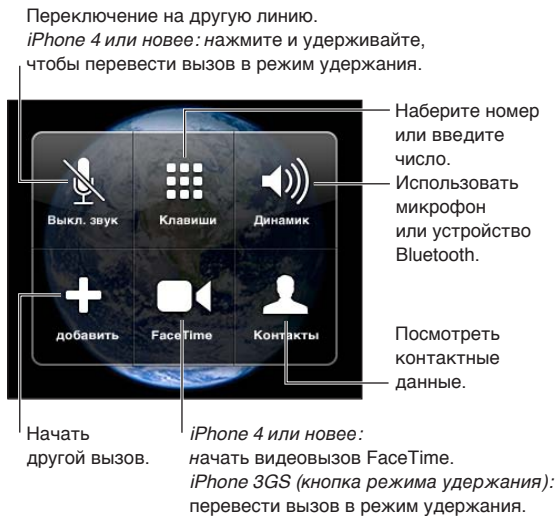 Переключение на другую линию.
iPhone 4 или новее: нажмите и удерживайте,
чтобы перевести вызов в режим удержания.
Наберите номер
или введите
число.
Использовать
микрофон
или устройство
Bluetooth.
Выкл. звук
Клавиши
Динамик
добавить
FaceTime
Контакты
Посмотреть
контактные
данные.
Начать
другой вызов.
iPhone 4 или новее:
начать видеовызов FaceTime.
iPhone 3GS (кнопка режима удержания):
перевести вызов в режим удержания.